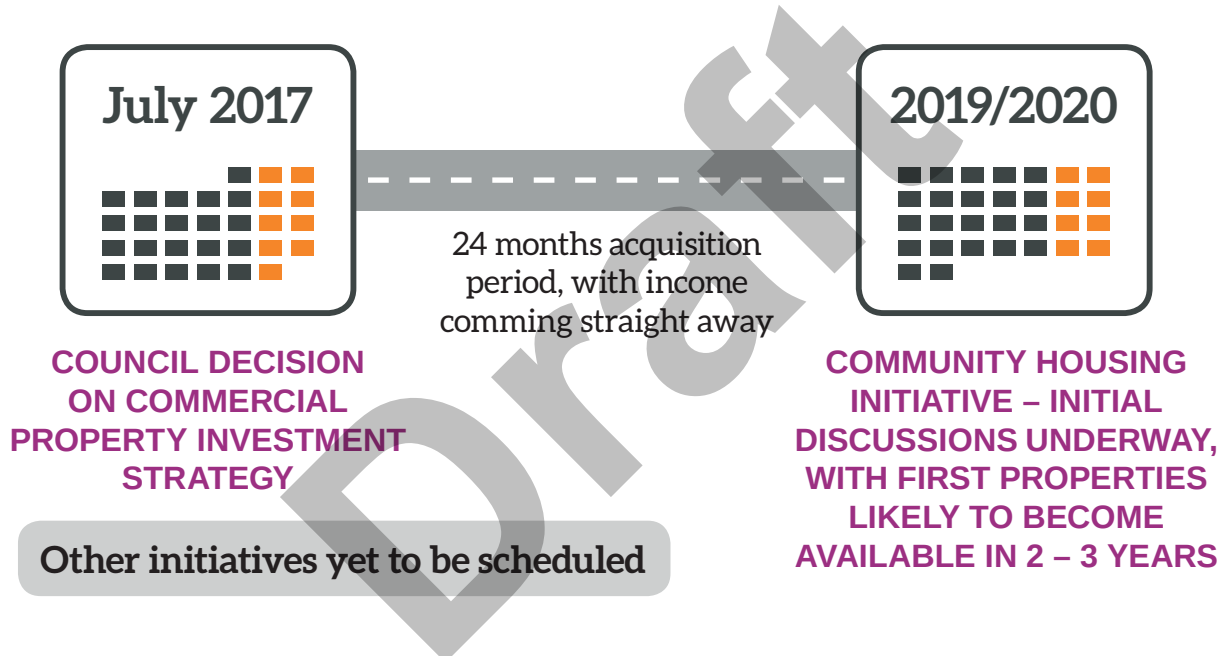 July 2017
2019/2020
24 months acquisition
period, with income
comming straight away
COUNCIL DECISION
ON COMMERCIAL
PROPERTY INVESTMENT
STRATEGY
COMMUNITY HOUSING
INITIATIVE – INITIAL
DISCUSSIONS UNDERWAY,
WITH FIRST PROPERTIES
LIKELY TO BECOME
AVAILABLE IN 2 – 3 YEARS
Other initiatives yet to be scheduled
Draft